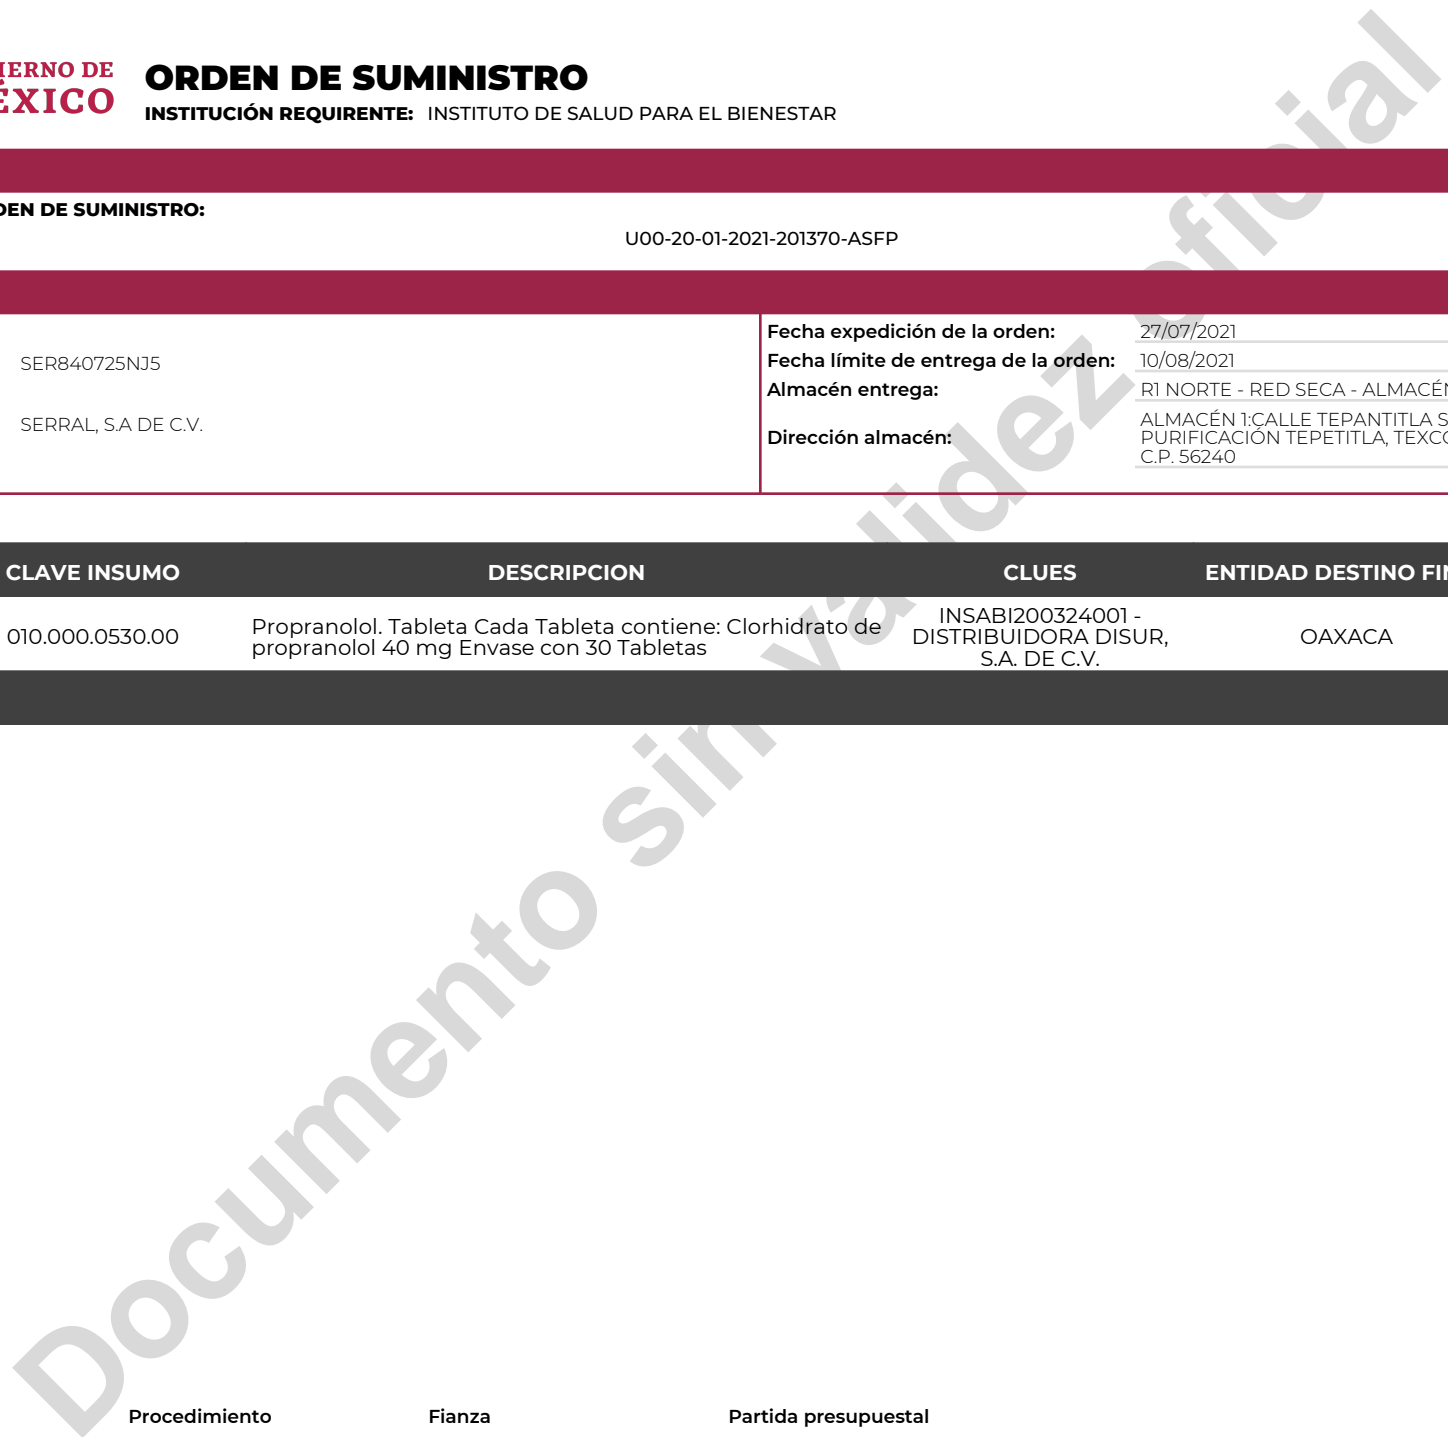 IERNO DE
ÉXICO
ORDEN DE SUMINISTRO
INSTITUCIÓN REQUIRENTE: INSTITUTO DE SALUD PARA EL BIENESTAR
DEN DE SUMINISTRO:
U00-20-01-2021-201370-ASFP
SER840725NJ5
SERRAL, S.A DE C.V.
Fecha expedición de la orden: 27/07/2021
Fecha límite de entrega de la orden: 10/08/2021
Almacén entrega: R1 NORTE - RED SECA - ALMACÉN
Dirección almacén: ALMACÉN 1:CALLE TEPANTITLA S
PURIFICACIÓN TEPETITLA, TEXCO
C.P. 56240
CLAVE INSUMO DESCRIPCION CLUES ENTIDAD DESTINO FIN
010.000.0530.00
Propranolol. Tableta Cada Tableta contiene: Clorhidrato de
propranolol 40 mg Envase con 30 Tabletas
INSABI200324001 -
DISTRIBUIDORA DISUR,
S.A. DE C.V.
OAXACA
Documento sin validez oficial
Procedimiento Fianza Partida presupuestal